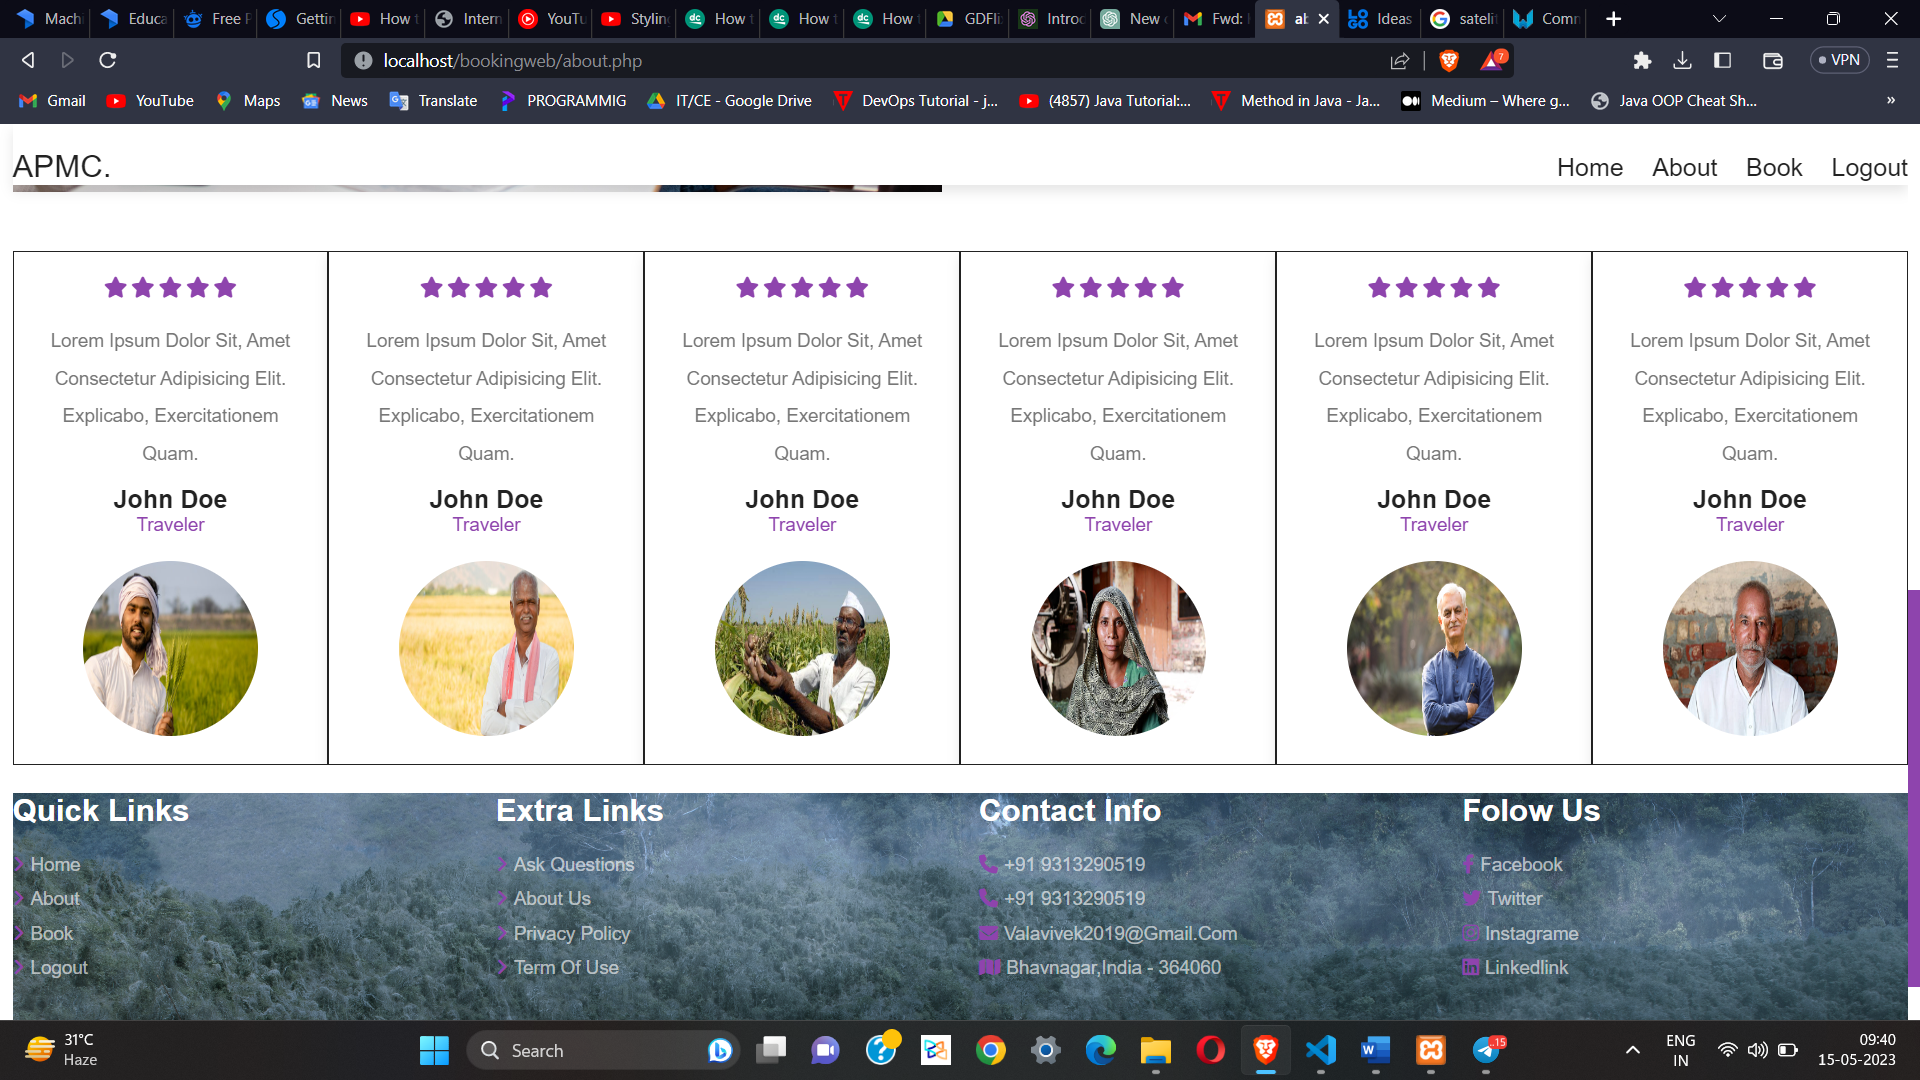 Machi
Educa
Free P
Gettin
How t
Intern
YouTu
Styling
How t
How t
How t
GDFli
Introd
New c
Fwd:
ab
Ideas
satelit
Comm
localhost/bookingweb/about.php
7
VPN
Gmail
YouTube
Maps
News
Translate
PROGRAMMIG
IT/CE - Google Drive
DevOps Tutorial - j...
(4857) Java Tutorial:...
Method in Java - Ja...
Medium – Where g...
Java OOP Cheat Sh...
»
APMC.
Home
About
Book
Logout
Lorem Ipsum Dolor Sit, Amet
Consectetur Adipisicing Elit.
Explicabo, Exercitationem
Quam.
John Doe
Traveler
Lorem Ipsum Dolor Sit, Amet
Consectetur Adipisicing Elit.
Explicabo, Exercitationem
Quam.
John Doe
Traveler
Lorem Ipsum Dolor Sit, Amet
Consectetur Adipisicing Elit.
Explicabo, Exercitationem
Quam.
John Doe
Traveler
Lorem Ipsum Dolor Sit, Amet
Consectetur Adipisicing Elit.
Explicabo, Exercitationem
Quam.
John Doe
Traveler
Lorem Ipsum Dolor Sit, Amet
Consectetur Adipisicing Elit.
Explicabo, Exercitationem
Quam.
John Doe
Traveler
Lorem Ipsum Dolor Sit, Amet
Consectetur Adipisicing Elit.
Explicabo, Exercitationem
Quam.
John Doe
Traveler
Quick Links
Home
About
Book
Logout
Extra Links
Ask Questions
About Us
Privacy Policy
Term Of Use
Contact Info
+91 9313290519
+91 9313290519
Valavivek2019@Gmail.Com
Bhavnagar,India - 364060
Folow Us
Facebook
Twitter
Instagrame
Linkedlink
31°C
Haze
Search
..15
ENG
IN
09:40
15-05-2023